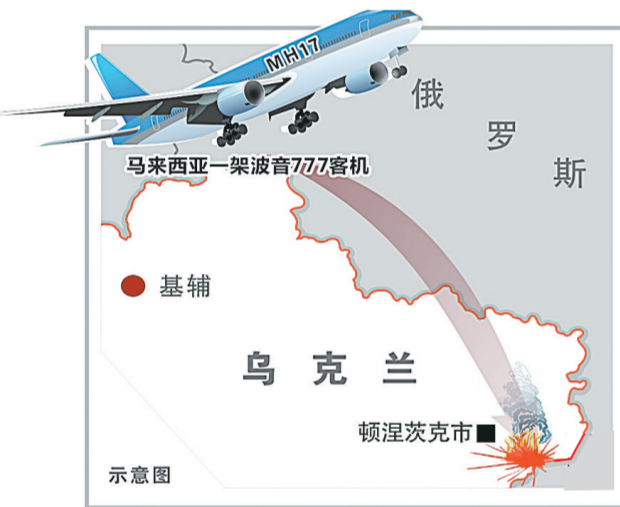 MH17
马来西亚一架波音777客机
俄
罗
斯
基辅
乌克兰
顿涅茨克市
示意图